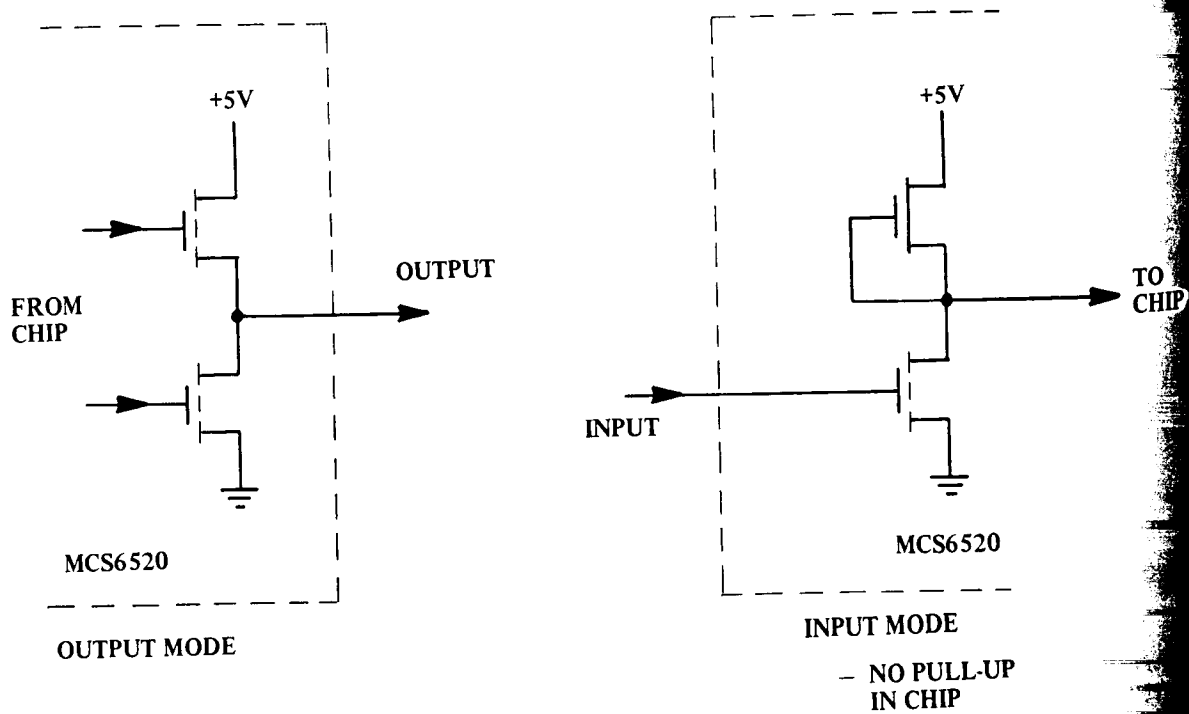 +5V
FROM
CHIP
OUTPUT
MCS6520
OUTPUT MODE
+5V
TO
CHIP
INPUT
MCS6520
INPUT MODE
– NO PULL-UP
IN CHIP